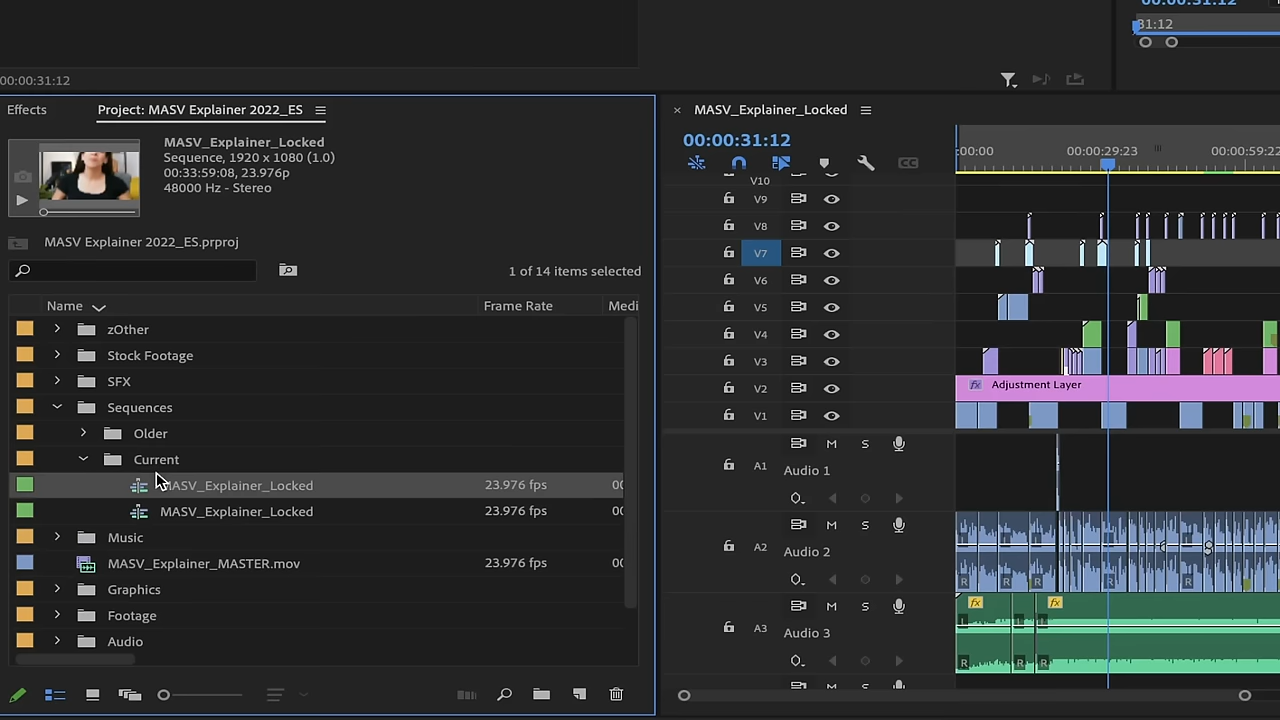 00:00:31:12
31:12
00:00:31:12
Effects
Project: MASV Explainer 2022_ES
MASV_Explainer_Locked
Sequence, 1920 x 1080 (1.0)
00:33:59:08, 23.976p
48000 Hz - Stereo
MASV Explainer 2022_ES.prproj
1 of 14 items selected
Name
Frame Rate
Medi
zOther
Stock Footage
SFX
Sequences
Older
Current
MASV_Explainer_Locked
23.976 fps
00
MASV_Explainer_Locked
23.976 fps
00
Music
MASV_Explainer_MASTER.mov
23.976 fps
00
Graphics
Footage
Audio
× MASV_Explainer_Locked
00:00:31:12
CC
:00:00
00:00:29:23
00:00:59:22
V10
V9
V8
V7
V6
V5
V4
V3
V2
fx Adjustment Layer
V1
M S
A1
Audio 1
M S
A2
Audio 2
R R R R R
M S
fx fx
A3
L L L
Audio 3
R R R
M S